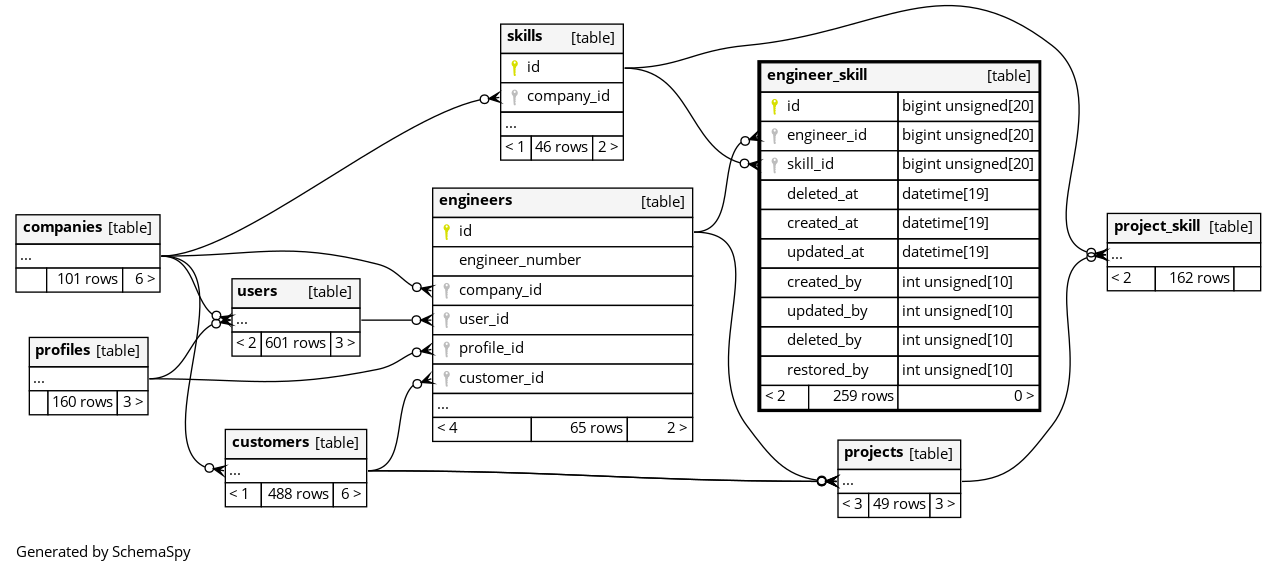 skills [table]
id
company_id
...
< 1 46 rows 2 >
engineer_skill [table]
id bigint unsigned[20]
engineer_id bigint unsigned[20]
skill_id bigint unsigned[20]
deleted_at datetime[19]
created_at datetime[19]
updated_at datetime[19]
created_by int unsigned[10]
updated_by int unsigned[10]
deleted_by int unsigned[10]
restored_by int unsigned[10]
< 2 259 rows 0 >
engineers [table]
id
engineer_number
company_id
user_id
profile_id
customer_id
...
< 4 65 rows 2 >
companies [table]
...
101 rows 6 >
project_skill [table]
...
< 2 162 rows
users [table]
...
< 2 601 rows 3 >
profiles [table]
...
160 rows 3 >
customers [table]
...
< 1 488 rows 6 >
projects [table]
...
< 3 49 rows 3 >
Generated by SchemaSpy